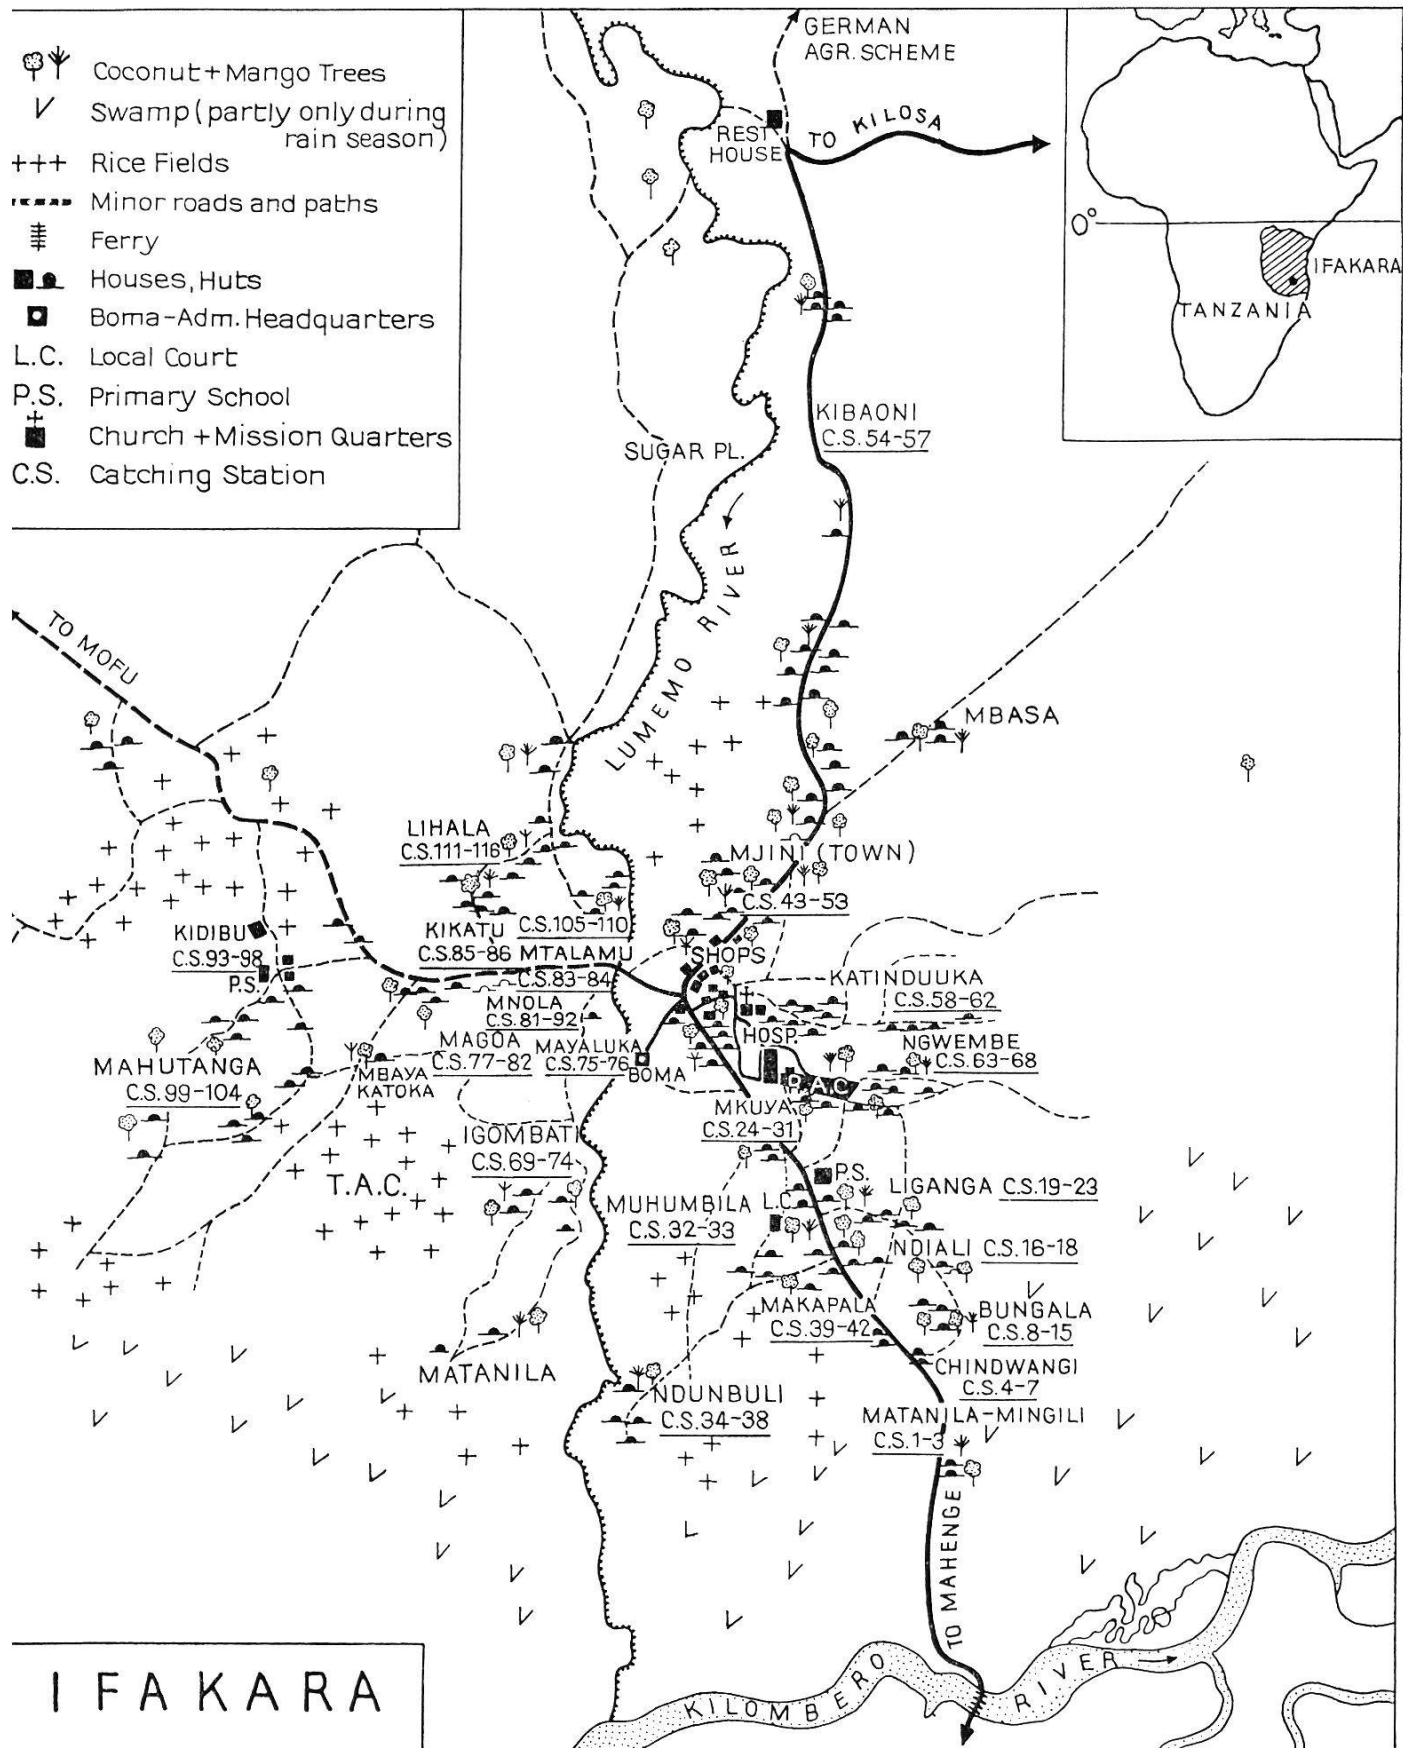 Coconut+Mango Trees
Swamp (partly only during
rain season)
Rice Fields
Minor roads and paths
Ferry
Houses, Huts
Boma-Adm. Headquarters
L.C. Local Court
P.S. Primary School
Church + Mission Quarters
C.S. Catching Station
GERMAN
AGR. SCHEME
REST
HOUSE
TO KILOSA
0°
IFAKARA
TANZANIA
KIBAONI
C.S. 54-57
SUGAR PL.
LUMEMO RIVER
TO MOFU
MBASA
LIHALA
C.S. 111-116
MJINI (TOWN)
C.S. 43-53
KIDIBU
C.S. 93-98
P.S.
KIKATU
C.S. 85-86
C.S. 105-110
MTALAMU
C.S. 83-84
SHOPS
KATINDUUKA
C.S. 58-62
MNOLA
C.S. 81-92
HOSP.
NGWEMBE
C.S. 63-68
MAHUTANGA
C.S. 99-104
MBAYA
KATOKA
MAGOA
C.S. 77-82
MAYALUKA
C.S. 75-76
BOMA
R.A.C.
MKUYA
C.S. 24-31
IGOMBATI
C.S. 69-74
T.A.C.
P.S.
MUHUMBILA
C.S. 32-33
L.C.
LIGANGA C.S. 19-23
NDIALI C.S. 16-18
MAKAPALA
C.S. 39-42
BUNGALA
C.S. 8-15
MATANILA
CHINDWANGI
C.S. 4-7
NDUNBULI
C.S. 34-38
MATANILA-MINGILI
C.S. 1-3
TO MAHENGE
IFAKARA
KILOMBERO RIVER